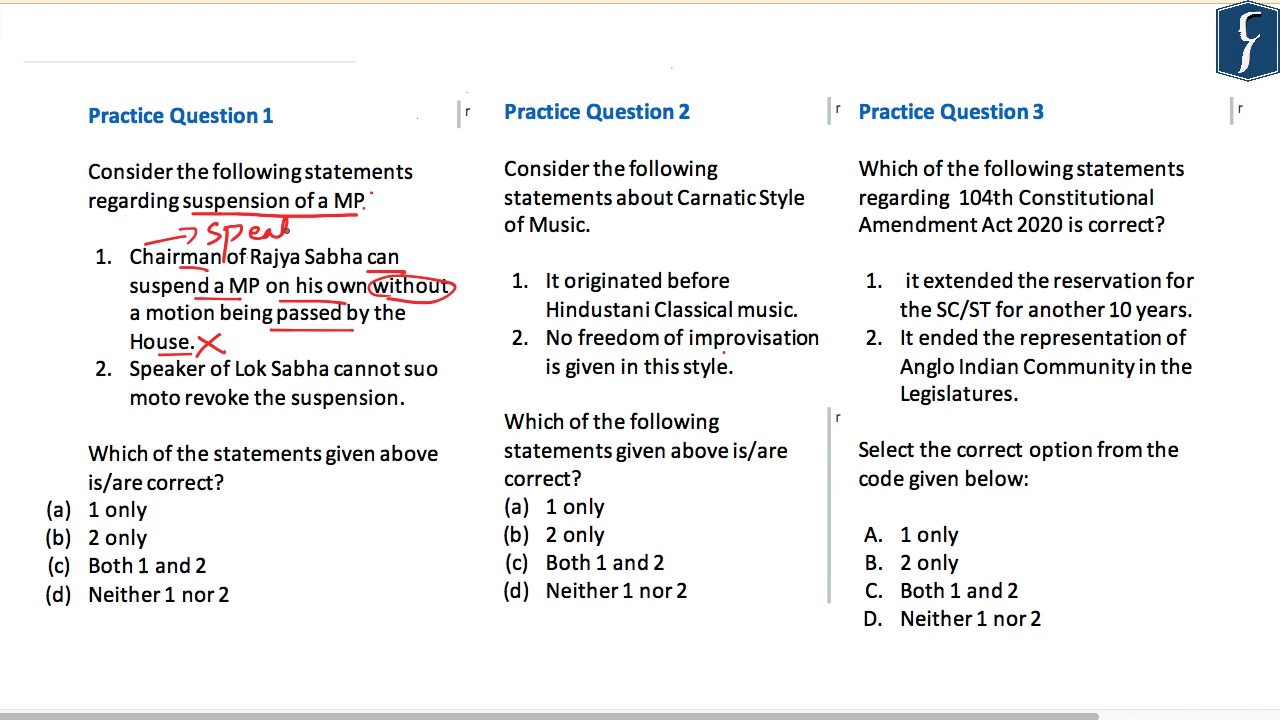 Practice Question 1
Consider the following statements
regarding suspension of a MP.
speak
1. Chairman of Rajya Sabha can
suspend a MP on his own without
a motion being passed by the
House.
2. Speaker of Lok Sabha cannot suo
moto revoke the suspension.
Which of the statements given above
is/are correct?
(a) 1 only
(b) 2 only
(c) Both 1 and 2
(d) Neither 1 nor 2
r
Practice Question 2
Consider the following
statements about Carnatic Style
of Music.
1. It originated before
Hindustani Classical music.
2. No freedom of improvisation
is given in this style.
Which of the following
statements given above is/are
correct?
(a) 1 only
(b) 2 only
(c) Both 1 and 2
(d) Neither 1 nor 2
r
r
Practice Question 3
Which of the following statements
regarding 104th Constitutional
Amendment Act 2020 is correct?
1. it extended the reservation for
the SC/ST for another 10 years.
2. It ended the representation of
Anglo Indian Community in the
Legislatures.
Select the correct option from the
code given below:
A. 1 only
B. 2 only
C. Both 1 and 2
D. Neither 1 nor 2
r